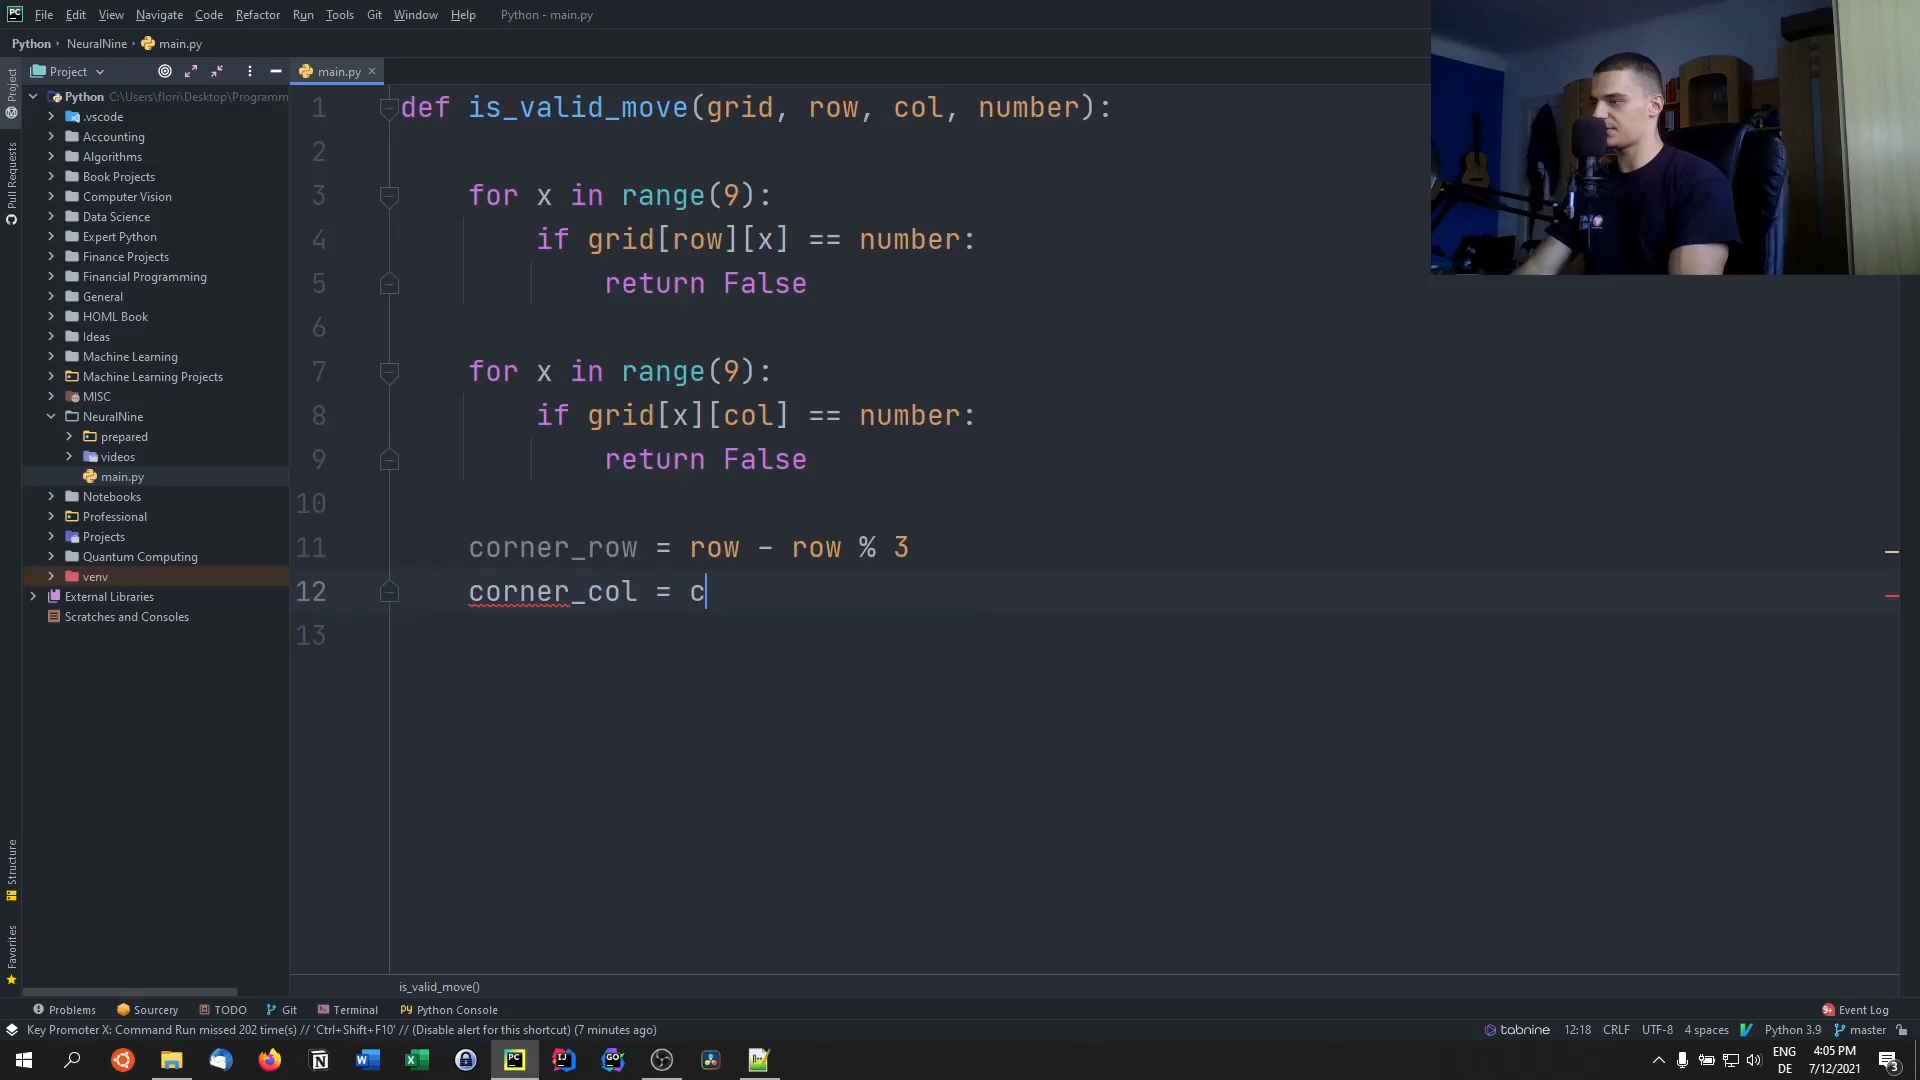 File Edit View Navigate Code Refactor Run Tools Git Window Help Python - main.py
Python NeuralNine main.py
Project main.py
Python C:\Users\flori\Desktop\Programm
.vscode
Accounting
Algorithms
Book Projects
Computer Vision
Data Science
Expert Python
Finance Projects
Financial Programming
General
HOML Book
Ideas
Machine Learning
Machine Learning Projects
MISC
NeuralNine
prepared
videos
main.py
Notebooks
Professional
Projects
Quantum Computing
venv
External Libraries
Scratches and Consoles
Project
Pull Requests
Structure
Favorites
1 def is_valid_move(grid, row, col, number):
2
3 for x in range(9):
4 if grid[row][x] == number:
5 return False
6
7 for x in range(9):
8 if grid[x][col] == number:
9 return False
10
11 corner_row = row - row % 3
12 corner_col = c
13
is_valid_move()
Problems Sourcery TODO Git Terminal Python Console 9+ Event Log
Key Promoter X: Command Run missed 202 time(s) // 'Ctrl+Shift+F10' // (Disable alert for this shortcut) (7 minutes ago) tabnine 12:18 CRLF UTF-8 4 spaces Python 3.9 master
ENG 4:05 PM
DE 7/12/2021 3